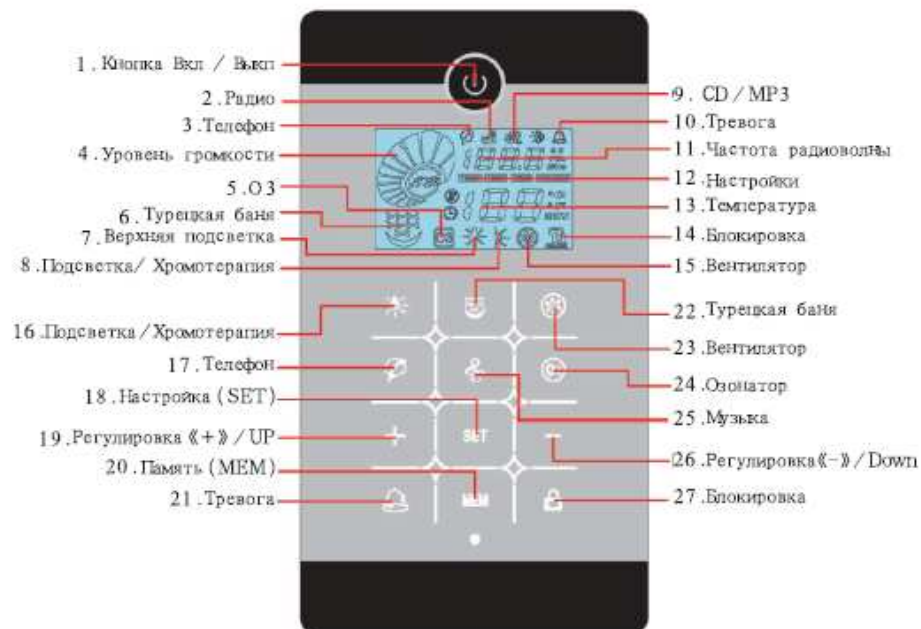 1.Кнопка Вкл / Выкл
2.Радио
3.Телефон
4.Уровень громкости
5.О3
6.Турецкая баня
7.Верхняя подсветка
8.Подсветка/ Хромотерапия
9. CD/MP3
10.Тревога
11.Частота радиоволны
12.Настройки
13.Температура
14.Блокировка
15.Вентилятор
16.Подсветка/Хромотерапия
17.Телефон
18.Настройка(SET)
19.Регулировка《+》/UP
20.Память(MEM)
21.Тревога
22.Турецкая баня
23.Вентилятор
24.Озонатор
25.Музыка
26.Регулировка《-》/Down
27.Блокировка
SET